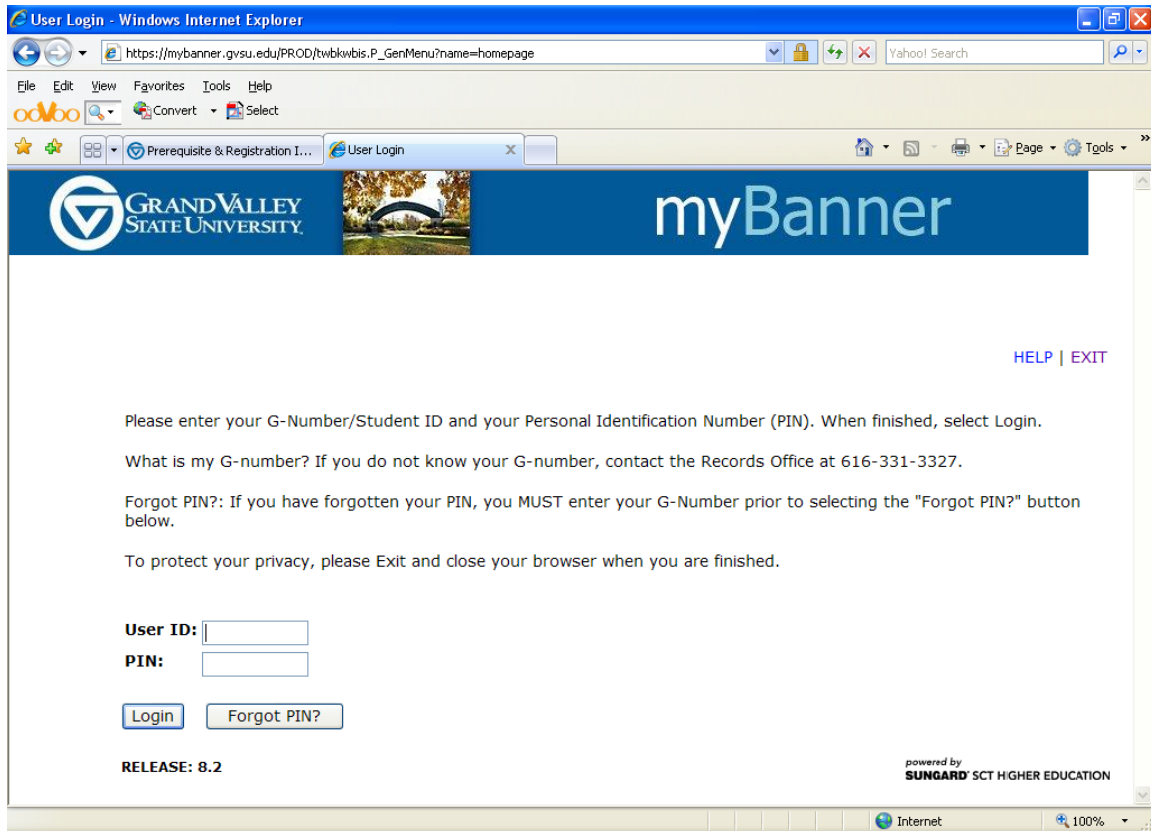 User Login - Windows Internet Explorer
https://mybanner.gvsu.edu/PROD/twbkwbis.P_GenMenu?name=homepage
Yahoo! Search
File Edit View Favorites Tools Help
ooVoo Convert Select
Prerequisite & Registration I... User Login x Page Tools »
GRAND VALLEY
STATE UNIVERSITY.
myBanner
HELP | EXIT
Please enter your G-Number/Student ID and your Personal Identification Number (PIN). When finished, select Login.
What is my G-number? If you do not know your G-number, contact the Records Office at 616-331-3327.
Forgot PIN?: If you have forgotten your PIN, you MUST enter your G-Number prior to selecting the "Forgot PIN?" button
below.
To protect your privacy, please Exit and close your browser when you are finished.
User ID:
PIN:
Login Forgot PIN?
RELEASE: 8.2
powered by
SUNGARD' SCT HIGHER EDUCATION
Internet 100%